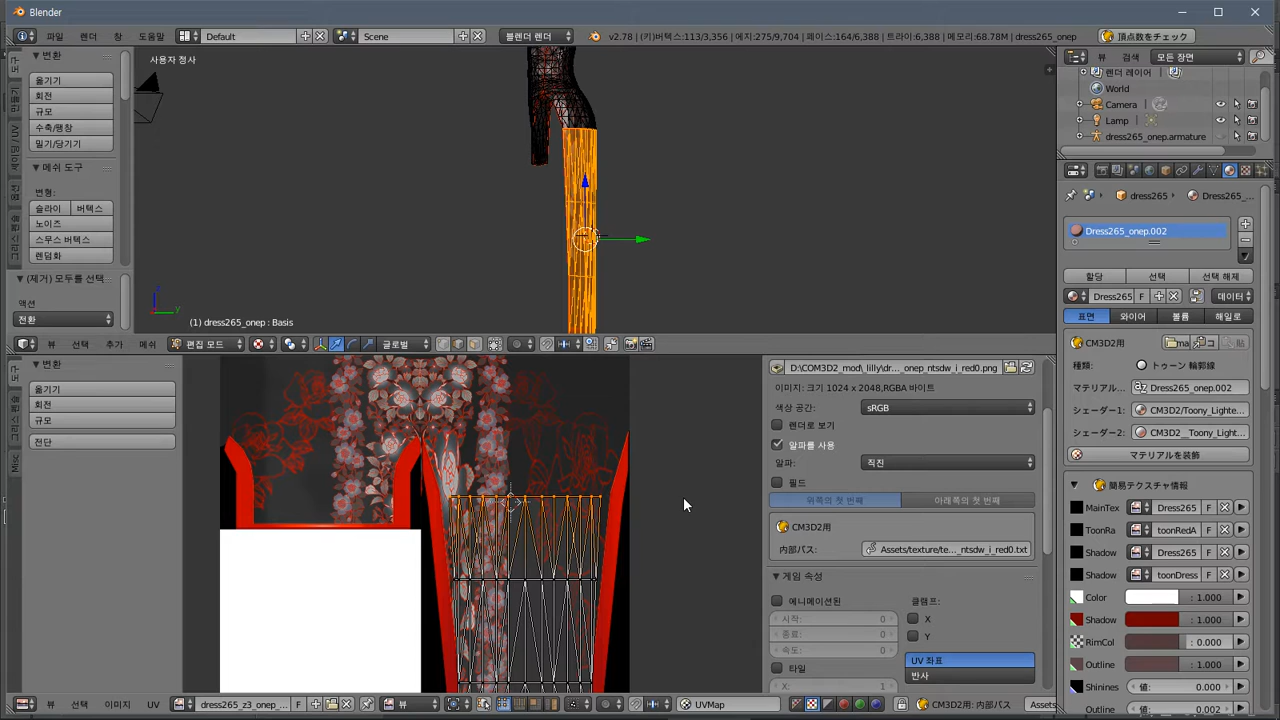 Blender
파일 렌더 창 도움말 Default Scene 블렌더 렌더 v2.78 | (키)버텍스:113/3,356 | 에지:275/9,704 | 페이스:164/6,388 | 트라이:6,388 | 메모리:68.78M | dress265_onep 頂点数をチェック
변환
옮기기
회전
규모
수축/팽창
밀기/당기기
메쉬 도구
변형:
슬라이 버텍스
노이즈
스무스 버텍스
랜덤화
(제거) 모두를 선택
액션
전환
사용자 정사
(1) dress265_onep : Basis
뷰 선택 추가 메쉬 편집 모드 글로벌
뷰 검색 모든 장면
렌더 레이어
World
Camera
Lamp
dress265_onep.armature
dress265 Dress265_
Dress265_onep.002
할당 선택 선택 해제
Dress265 F 데이터
표면 와이어 볼륨 해일로
CM3D2用 ma コ 貼
種類: トゥーン 輪郭線
マテリアル... Dress265_onep.002
シェーダー1: CM3D2/Toony_Lighte...
シェーダー2: CM3D2__Toony_Light...
マテリアルを装飾
簡易テクスチャ情報
MainTex Dress265 F
ToonRa toonRedA F
Shadow Dress265 F
Shadow toonDress F
Color : 1.000
Shadow : 1.000
RimCol : 0.000
Outline : 1.000
Shinines 値: 0.000
Outline 値: 0.002
변환
옮기기
회전
규모
전단
Misc
D:\COM3D2_mod\_lilly\dr..._onep_ntsdw_i_red0.png
이미지: 크기 1024 x 2048,RGBA 바이트
색상 공간: sRGB
렌더로 보기
알파를 사용
알파: 직진
필드
위쪽의 첫 번째 아래쪽의 첫 번째
CM3D2用
内部パス: Assets/texture/te..._ntsdw_i_red0.txt
게임 속성
애니메이션된 클램프:
시작: 0 X
종료: 0 Y
속도: 0
타일 UV 좌표
X: 1 반사
뷰 선택 이미지 UV dress265_z3_onep_... F 뷰 UVMap CM3D2用: 内部パス Assets